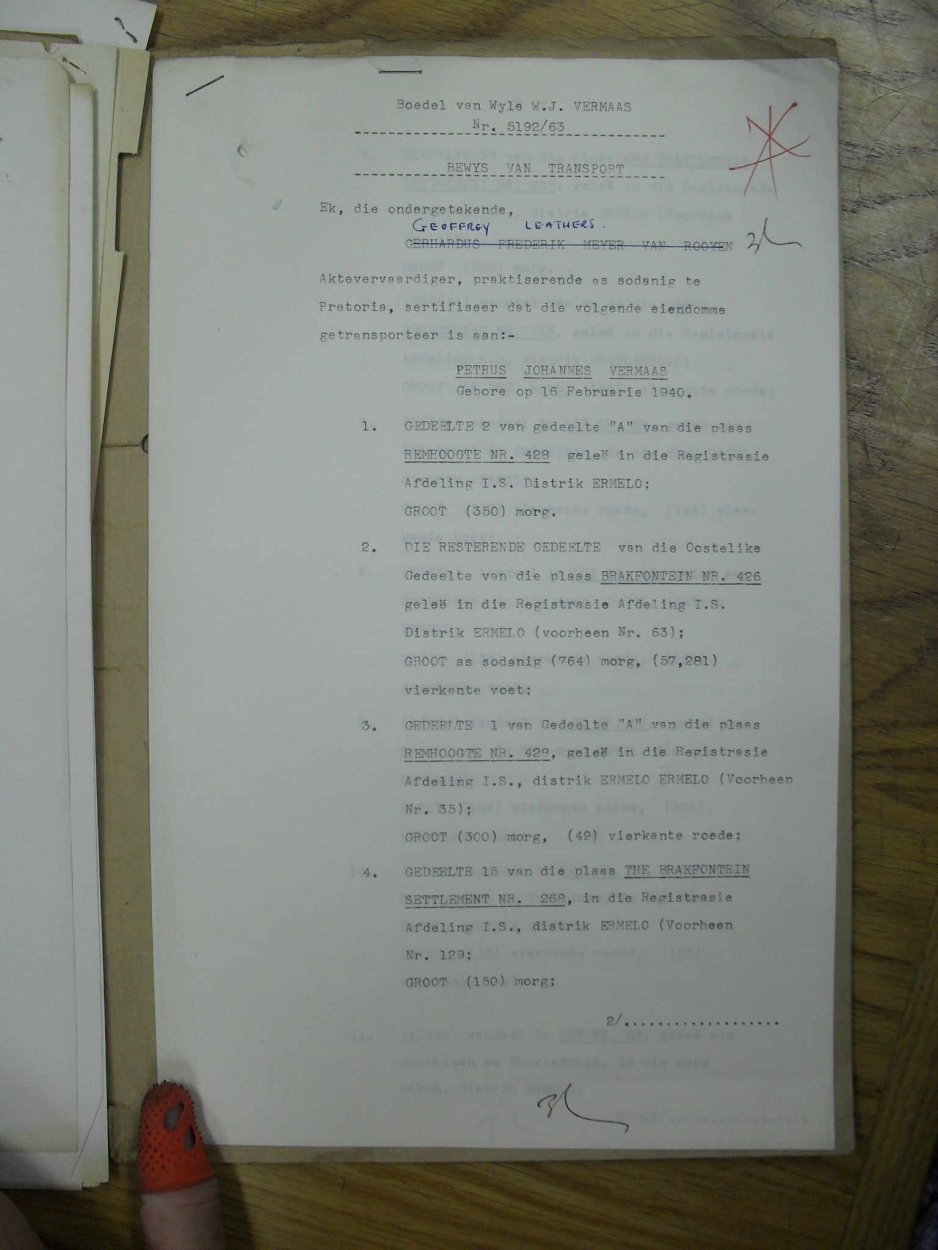 Boedel van Wyle W.J. VERMAAS
Nr. 5192/63
BEWYS VAN TRANSPORT
Ek, die ondergetekende,
GEOFFREY LEATHERS.
GERHARDUS FREDERIK MEYER VAN ROOYEN
Aktevervaardiger, praktiserende as sodanig te
Pretoria, sertifiseer dat die volgende eiendomme
getransporteer is aan:-
PETRUS JOHANNES VERMAAS
Gebore op 16 Februarie 1940.
1. GEDEELTE 2 van gedeelte "A" van die plaas
REMHOOGTE NR. 428 geleë in die Registrasie
Afdeling I.S. Distrik ERMELO;
GROOT (350) morg.
2. DIE RESTERENDE GEDEELTE van die Oostelike
Gedeelte van die plaas BRAKFONTEIN NR. 426
geleë in die Registrasie Afdeling I.S.
Distrik ERMELO (voorheen Nr. 63);
GROOT as sodanig (764) morg, (57,281)
vierkante voet;
3. GEDEELTE 1 van Gedeelte "A" van die plaas
REMHOOGTE NR. 428, geleë in die Registrasie
Afdeling I.S., distrik ERMELO ERMELO (Voorheen
Nr. 35);
GROOT (300) morg, (49) vierkante roede;
4. GEDEELTE 15 van die plaas THE BRAKFONTEIN
SETTLEMENT NR. 268, in die Registrasie
Afdeling I.S., distrik ERMELO (Voorheen
Nr. 129;
GROOT (150) morg;
2/...................